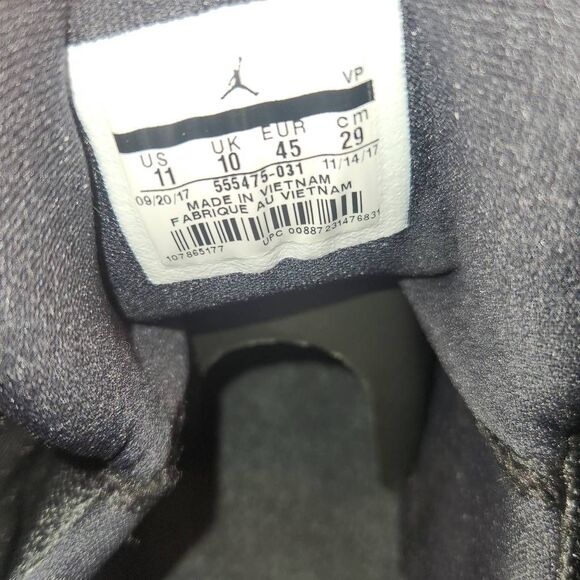 VP
US UK EUR cm
11 10 45 29
09/20/17 555475-031 11/14/17
MADE IN VIETNAM
FABRIQUE AU VIETNAM
107865177 UPC 00887231476831